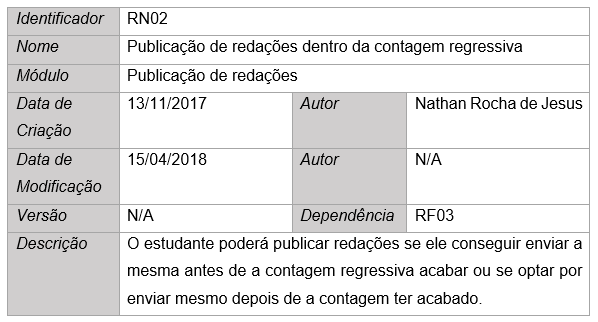 Identificador RN02
Nome Publicação de redações dentro da contagem regressiva
Módulo Publicação de redações
Data de Criação 13/11/2017 Autor Nathan Rocha de Jesus
Data de Modificação 15/04/2018 Autor N/A
Versão N/A Dependência RF03
Descrição O estudante poderá publicar redações se ele conseguir enviar a
mesma antes de a contagem regressiva acabar ou se optar por
enviar mesmo depois de a contagem ter acabado.